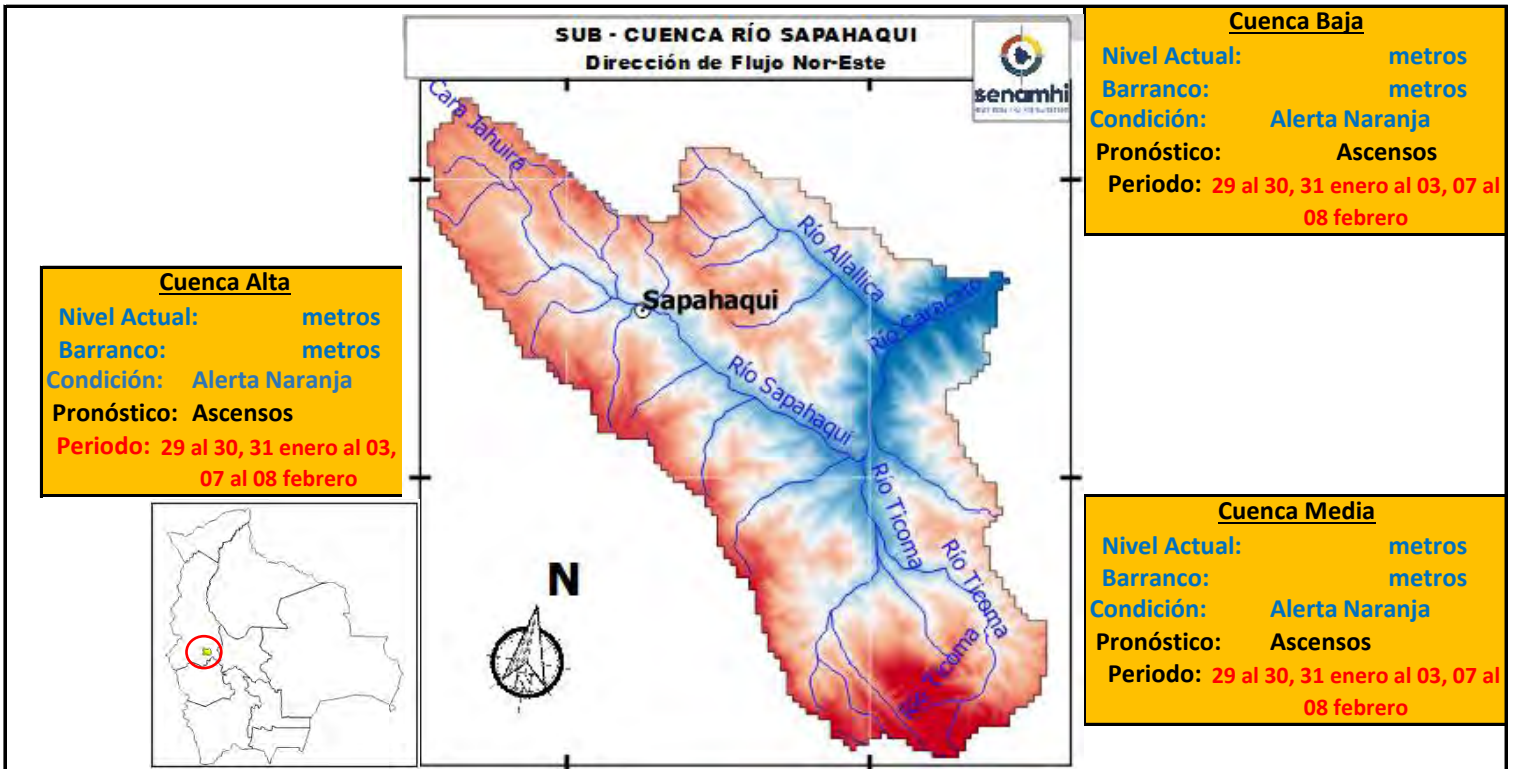 SUB - CUENCA RÍO SAPAHAQUI
Dirección de Flujo Nor-Este
senamhi
Cuenca Baja
Nivel Actual: metros
Barranco: metros
Condición: Alerta Naranja
Pronóstico: Ascensos
Periodo: 29 al 30, 31 enero al 03, 07 al
08 febrero
Cuenca Alta
Nivel Actual: metros
Barranco: metros
Condición: Alerta Naranja
Pronóstico: Ascensos
Periodo: 29 al 30, 31 enero al 03,
07 al 08 febrero
Cara Jahuira
Río Allallica
Sapahaqui
Río Caracato
Río Sapahaqui
Río Ticoma
Río Ticoma
Río Ticoma
N
Cuenca Media
Nivel Actual: metros
Barranco: metros
Condición: Alerta Naranja
Pronóstico: Ascensos
Periodo: 29 al 30, 31 enero al 03, 07 al
08 febrero